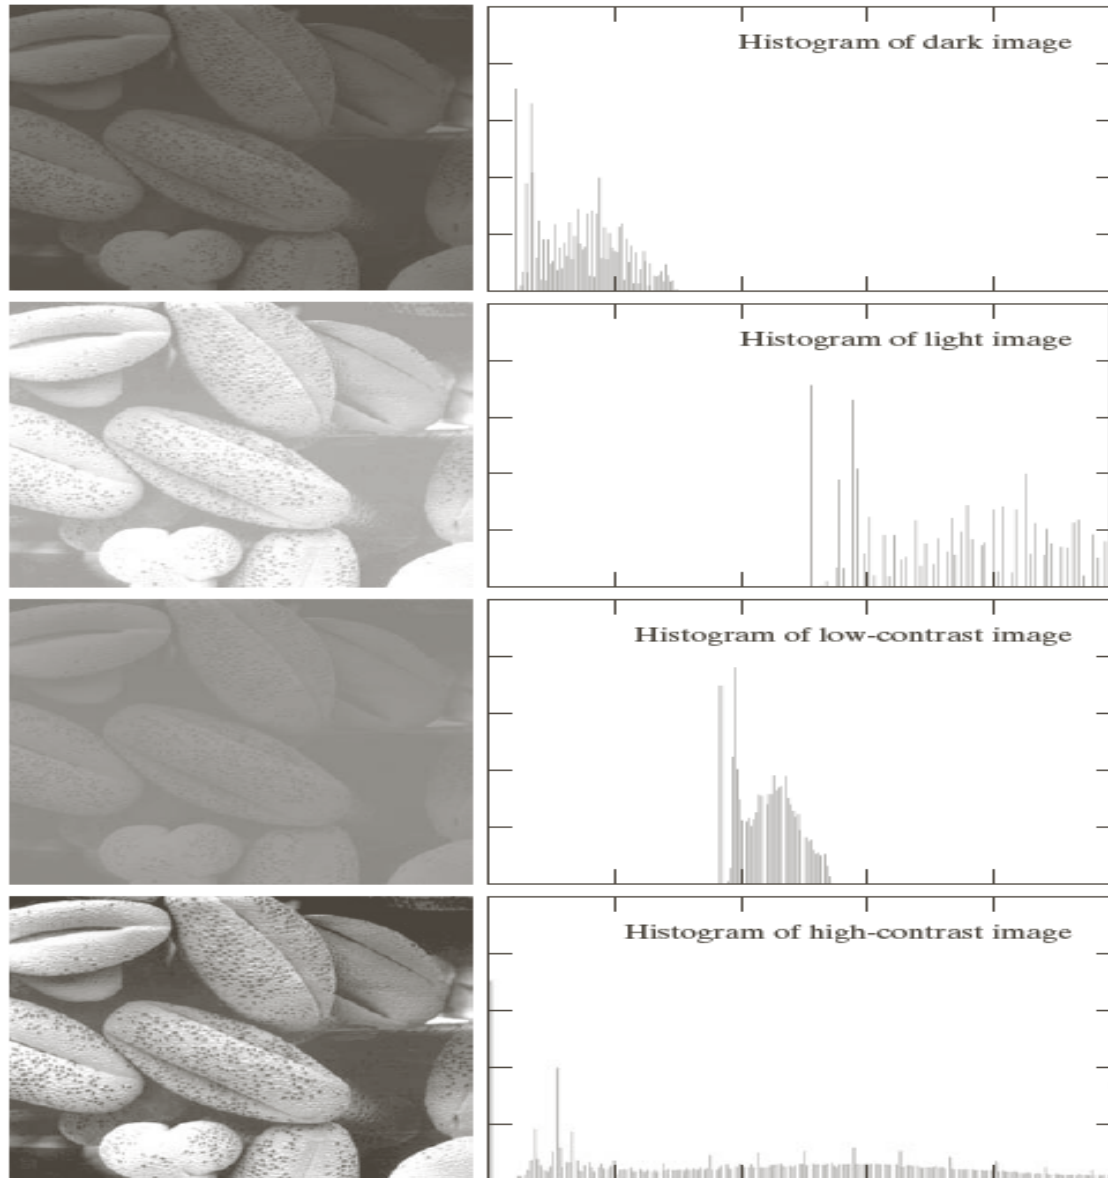 Histogram of dark image
Histogram of light image
Histogram of low-contrast image
Histogram of high-contrast image